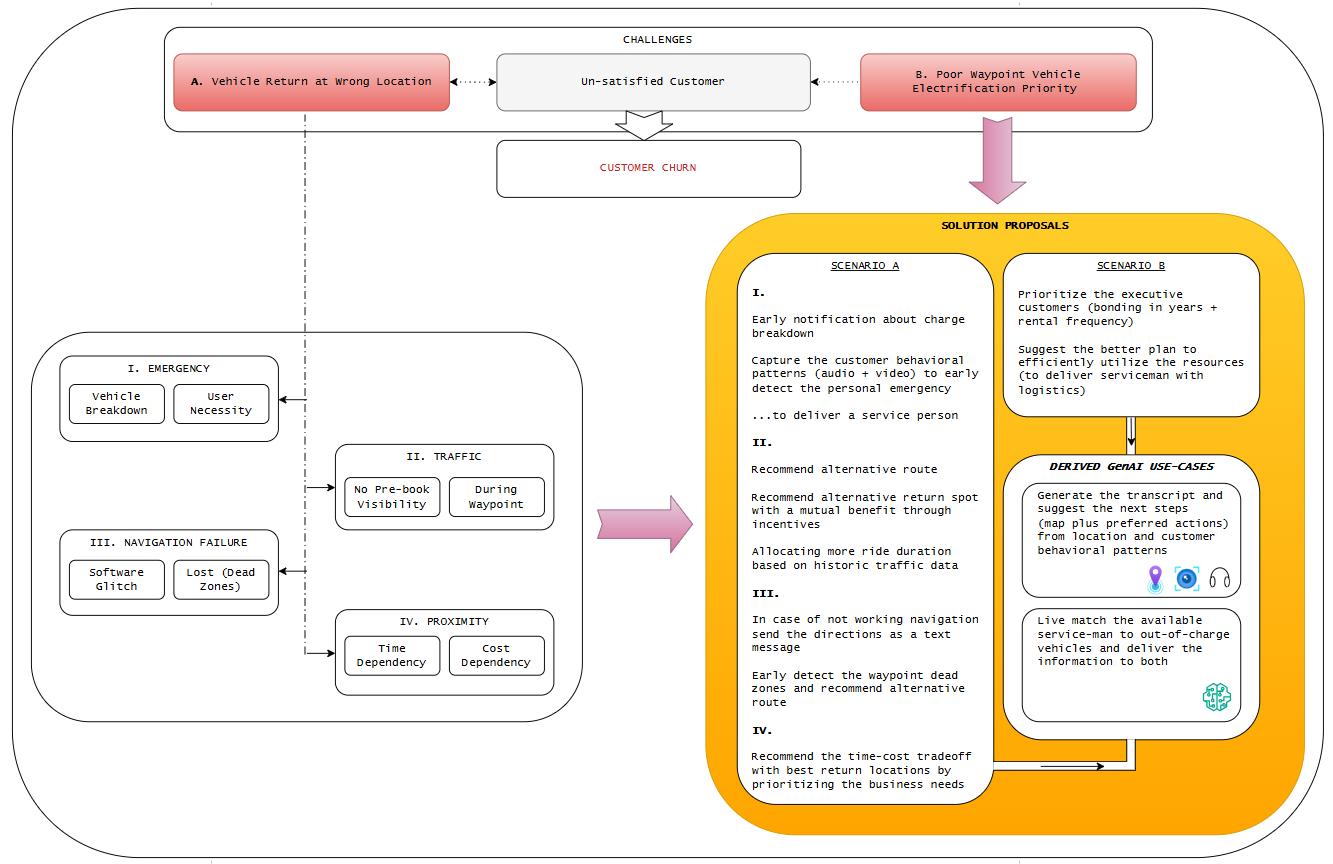 CHALLENGES
A. Vehicle Return at Wrong Location
Un-satisfied Customer
B. Poor Waypoint Vehicle
Electrification Priority
CUSTOMER CHURN
I. EMERGENCY
Vehicle
Breakdown
User
Necessity
II. TRAFFIC
No Pre-book
Visibility
During
Waypoint
III. NAVIGATION FAILURE
Software
Glitch
Lost (Dead
Zones)
IV. PROXIMITY
Time
Dependency
Cost
Dependency
SOLUTION PROPOSALS
SCENARIO A
I.
Early notification about charge
breakdown
Capture the customer behavioral
patterns (audio + video) to early
detect the personal emergency
...to deliver a service person
II.
Recommend alternative route
Recommend alternative return spot
with a mutual benefit through
incentives
Allocating more ride duration
based on historic traffic data
III.
In case of not working navigation
send the directions as a text
message
Early detect the waypoint dead
zones and recommend alternative
route
IV.
Recommend the time-cost tradeoff
with best return locations by
prioritizing the business needs
SCENARIO B
Prioritize the executive
customers (bonding in years +
rental frequency)
Suggest the better plan to
efficiently utilize the resources
(to deliver serviceman with
logistics)
DERIVED GenAI USE-CASES
Generate the transcript and
suggest the next steps
(map plus preferred actions)
from location and customer
behavioral patterns
Live match the available
service-man to out-of-charge
vehicles and deliver the
information to both